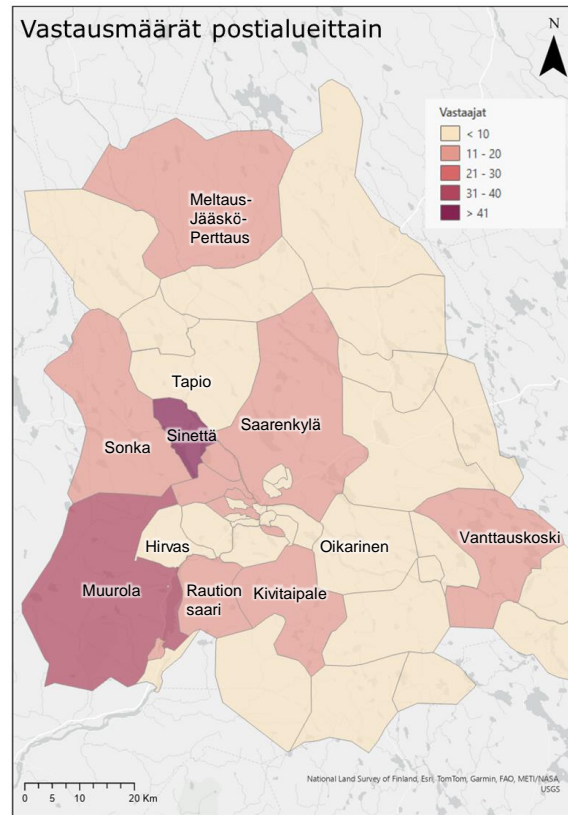 Vastausmäärät postialueittain
N
Vastaajat
< 10
11 - 20
21 - 30
31 - 40
> 41
Meltaus-
Jääskö-
Perttaus
Tapio
Sinettä
Saarenkylä
Sonka
Hirvas
Oikarinen
Vanttauskoski
Muurola
Raution
saari
Kivitaipale
National Land Survey of Finland, Esri, TomTom, Garmin, FAO, METI/NASA,
USGS
0 5 10 20 Km